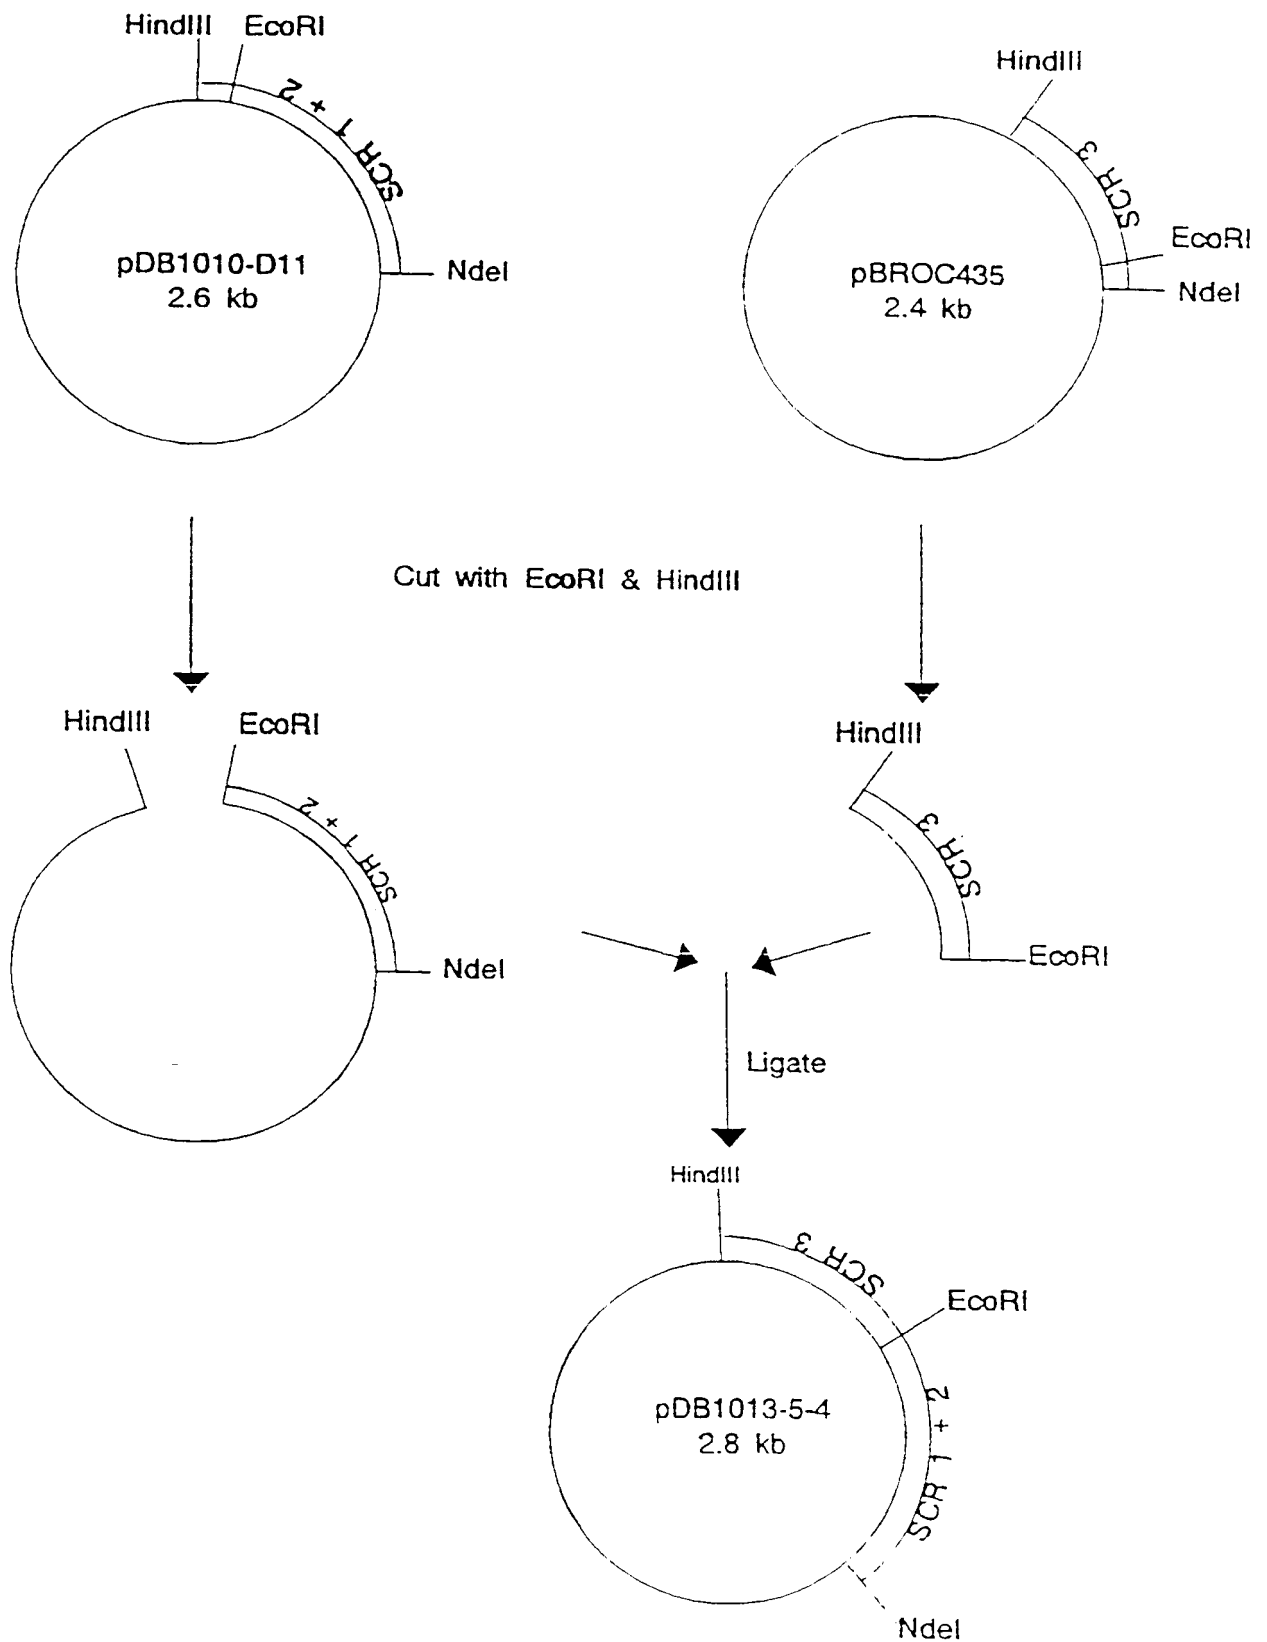 HindIII EcoRI
SCR 1 + 2
pDB1010-D11
2.6 kb
NdeI
HindIII
SCR 3
EcoRI
pBROC435
2.4 kb
NdeI
Cut with EcoRI & HindIII
HindIII EcoRI
SCR 1 + 2
NdeI
HindIII
SCR 3
EcoRI
Ligate
HindIII
SCR 3
EcoRI
pDB1013-5-4
2.8 kb
SCR 1 + 2
NdeI